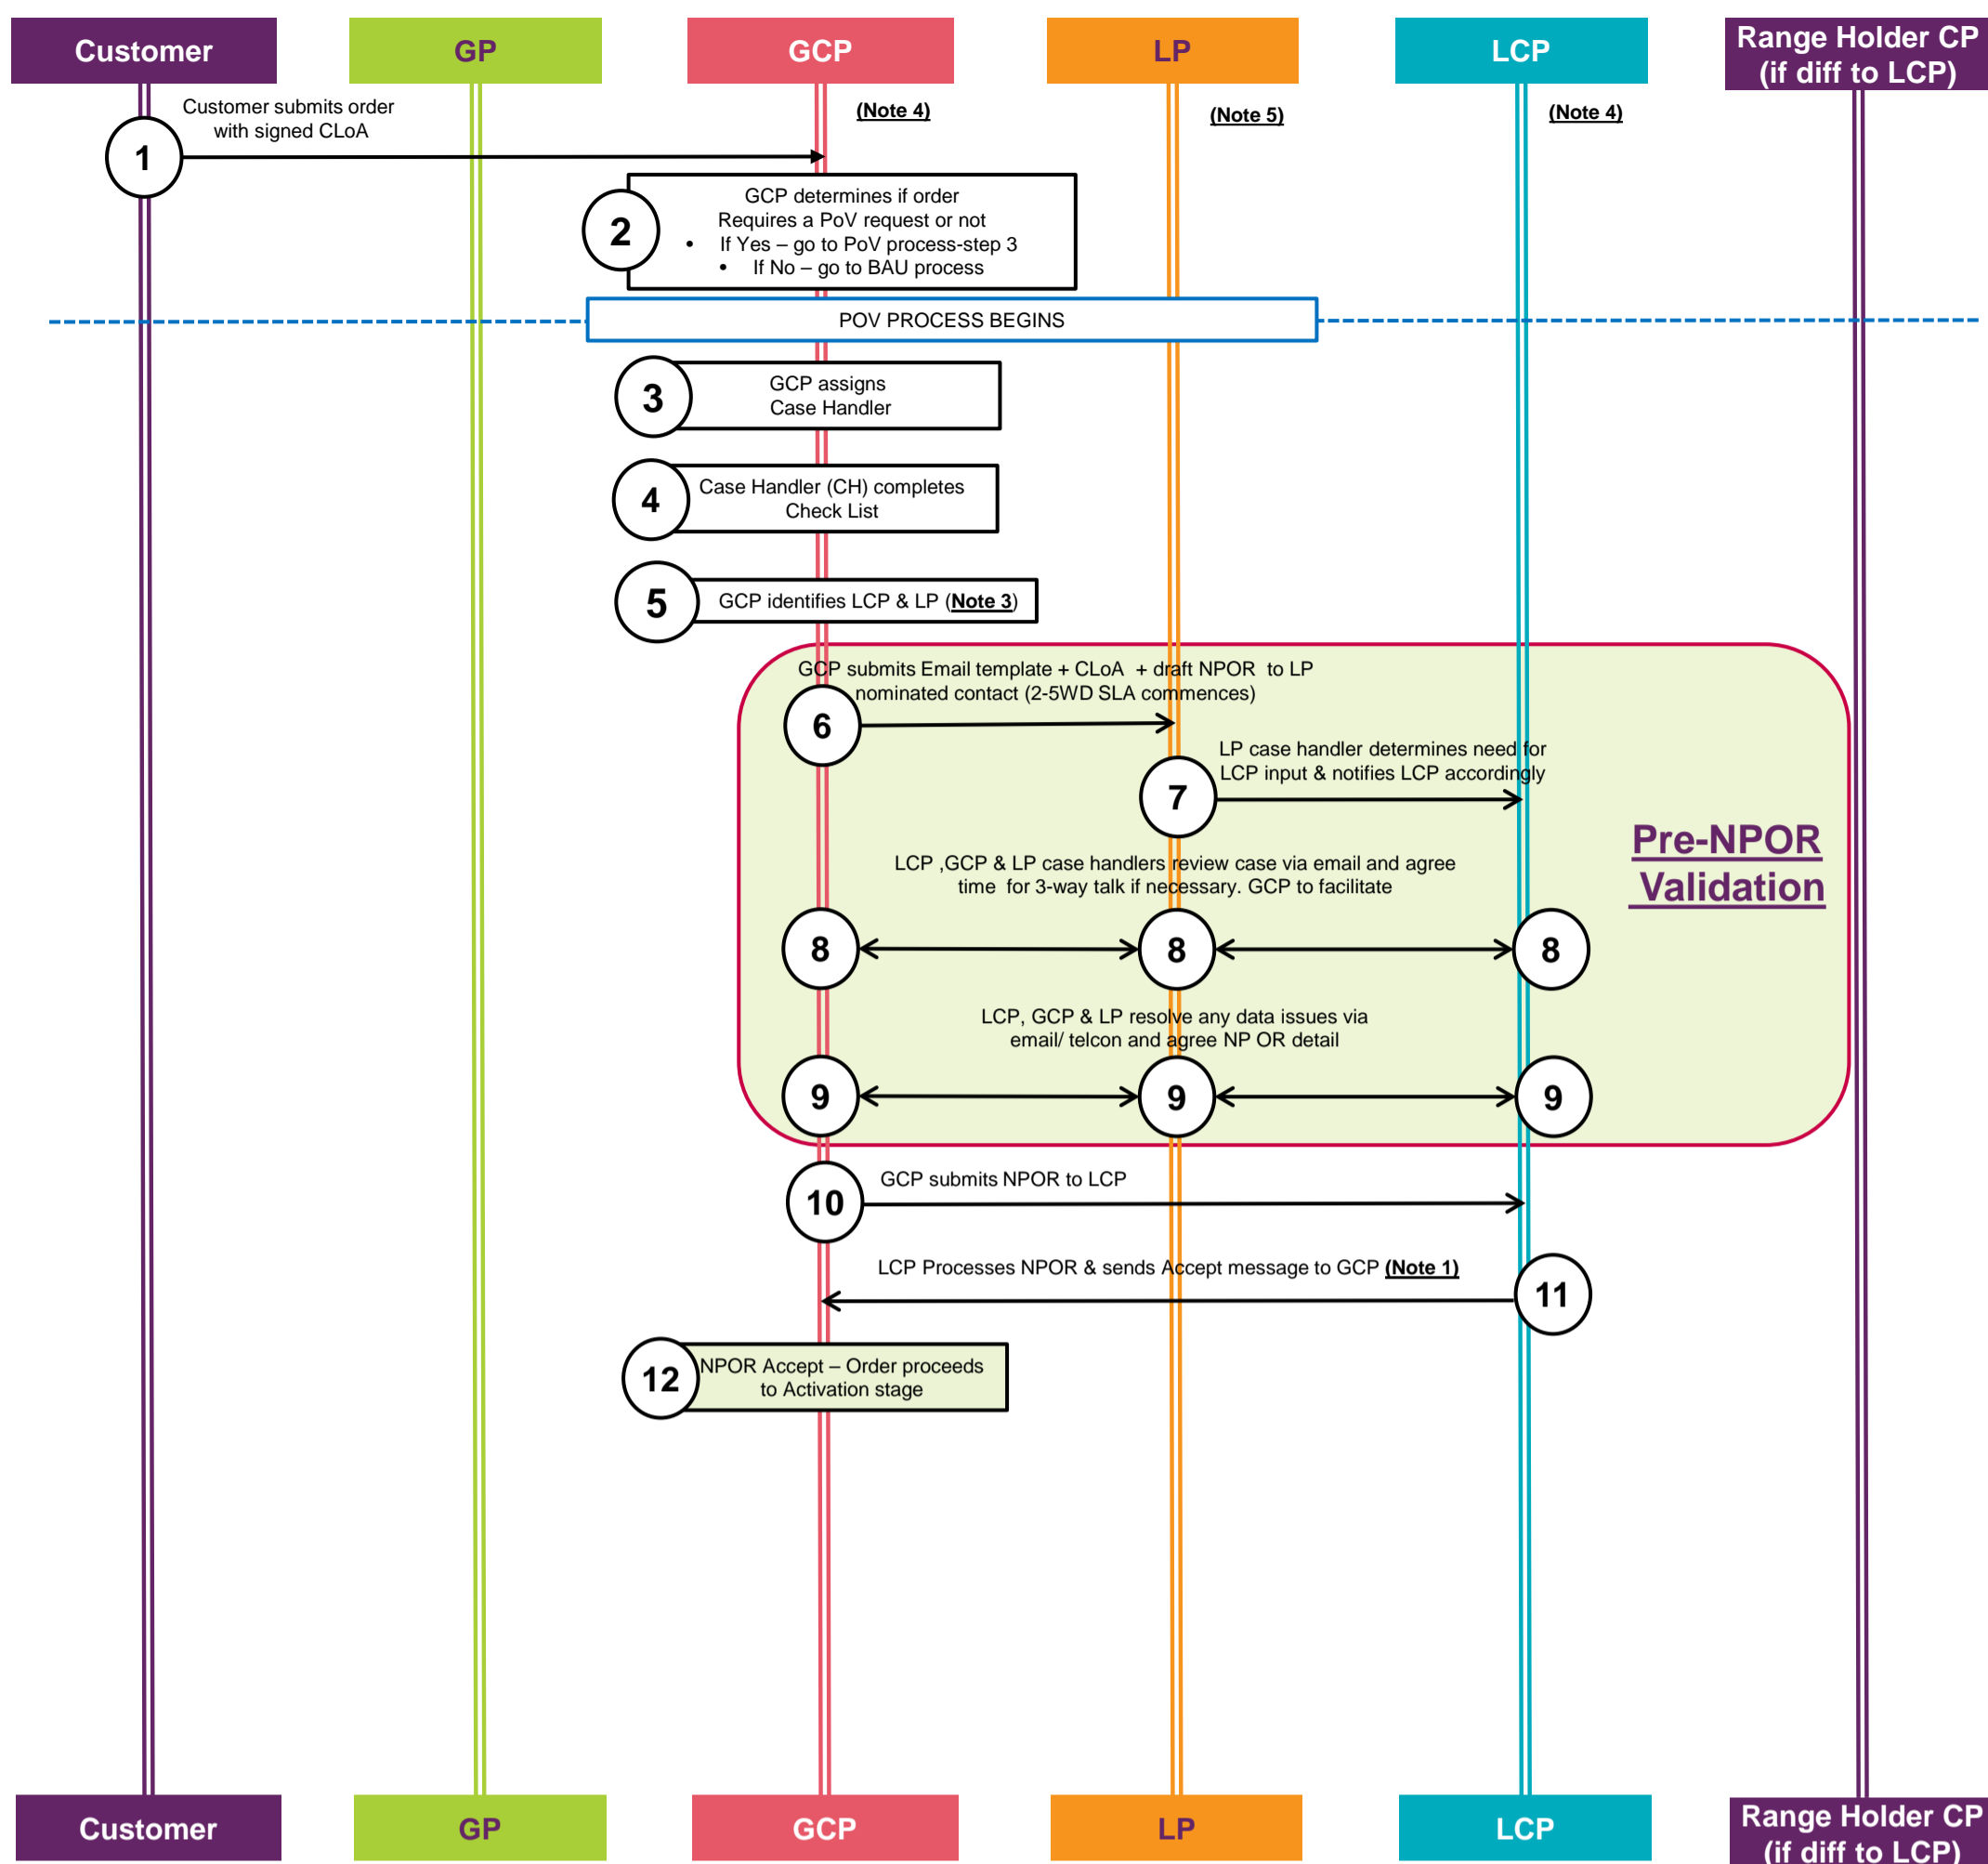 Customer
GP
GCP
LP
LCP
Range Holder CP
(if diff to LCP)
(Note 4)
(Note 5)
(Note 4)
Customer submits order
with signed CLoA
1
2
GCP determines if order
Requires a PoV request or not
• If Yes – go to PoV process-step 3
• If No – go to BAU process
POV PROCESS BEGINS
3
GCP assigns
Case Handler
4
Case Handler (CH) completes
Check List
5
GCP identifies LCP & LP (Note 3)
GCP submits Email template + CLoA + draft NPOR to LP
nominated contact (2-5WD SLA commences)
6
LP case handler determines need for
LCP input & notifies LCP accordingly
7
Pre-NPOR
Validation
LCP ,GCP & LP case handlers review case via email and agree
time for 3-way talk if necessary. GCP to facilitate
8
8
8
LCP, GCP & LP resolve any data issues via
email/ telcon and agree NP OR detail
9
9
9
10
GCP submits NPOR to LCP
LCP Processes NPOR & sends Accept message to GCP (Note 1)
11
12
NPOR Accept – Order proceeds
to Activation stage
Customer
GP
GCP
LP
LCP
Range Holder CP
(if diff to LCP)